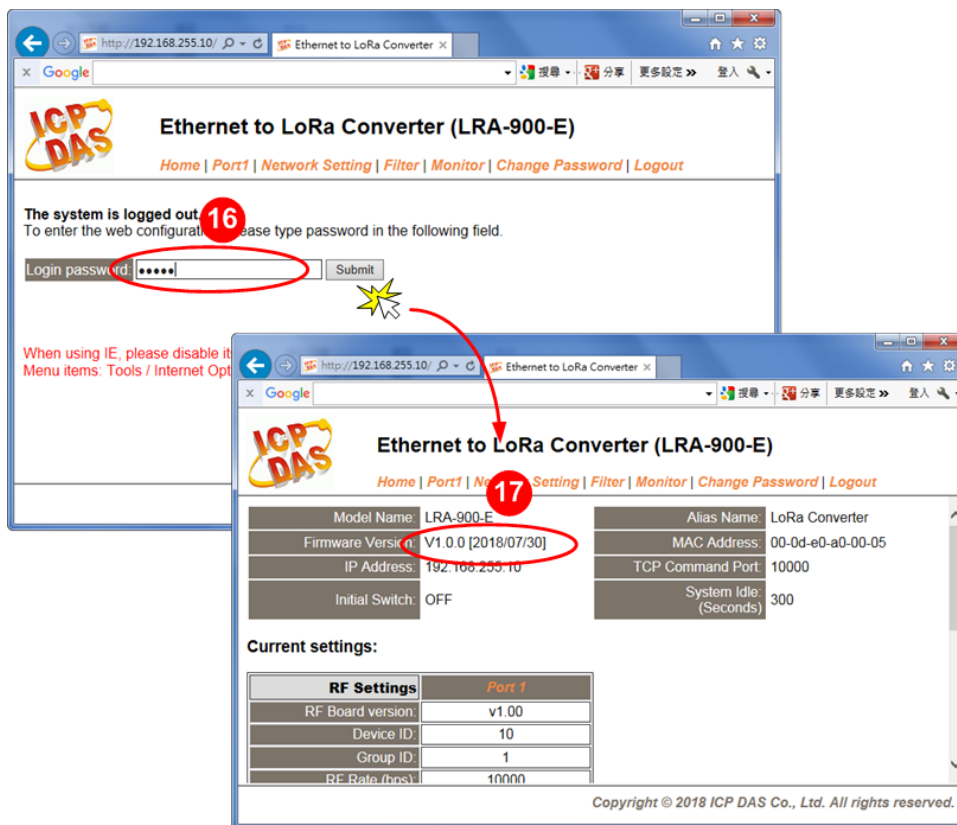 http://192.168.255.10/
Ethernet to LoRa Converter ×
x Google
搜尋
分享
更多設定 »
登入
ICP DAS
Ethernet to LoRa Converter (LRA-900-E)
Home | Port1 | Network Setting | Filter | Monitor | Change Password | Logout
The system is logged out.
16
To enter the web configurat ease type password in the following field.
Login password: •••••
Submit
When using IE, please disable it
Menu items: Tools / Internet Opt
http://192.168.255.10/
Ethernet to LoRa Converter ×
x Google
搜尋
分享
更多設定 »
登入
ICP DAS
Ethernet to LoRa Converter (LRA-900-E)
Home | Port1 | Ne Setting | Filter | Monitor | Change Password | Logout
17
Model Name: LRA-900-E Alias Name: LoRa Converter
Firmware Version: V1.0.0 [2018/07/30] MAC Address: 00-0d-e0-a0-00-05
IP Address: 192.168.255.10 TCP Command Port: 10000
Initial Switch: OFF System Idle: (Seconds) 300
Current settings:
RF Settings Port 1
RF Board version: v1.00
Device ID: 10
Group ID: 1
RF Rate (bps): 10000
Copyright © 2018 ICP DAS Co., Ltd. All rights reserved.